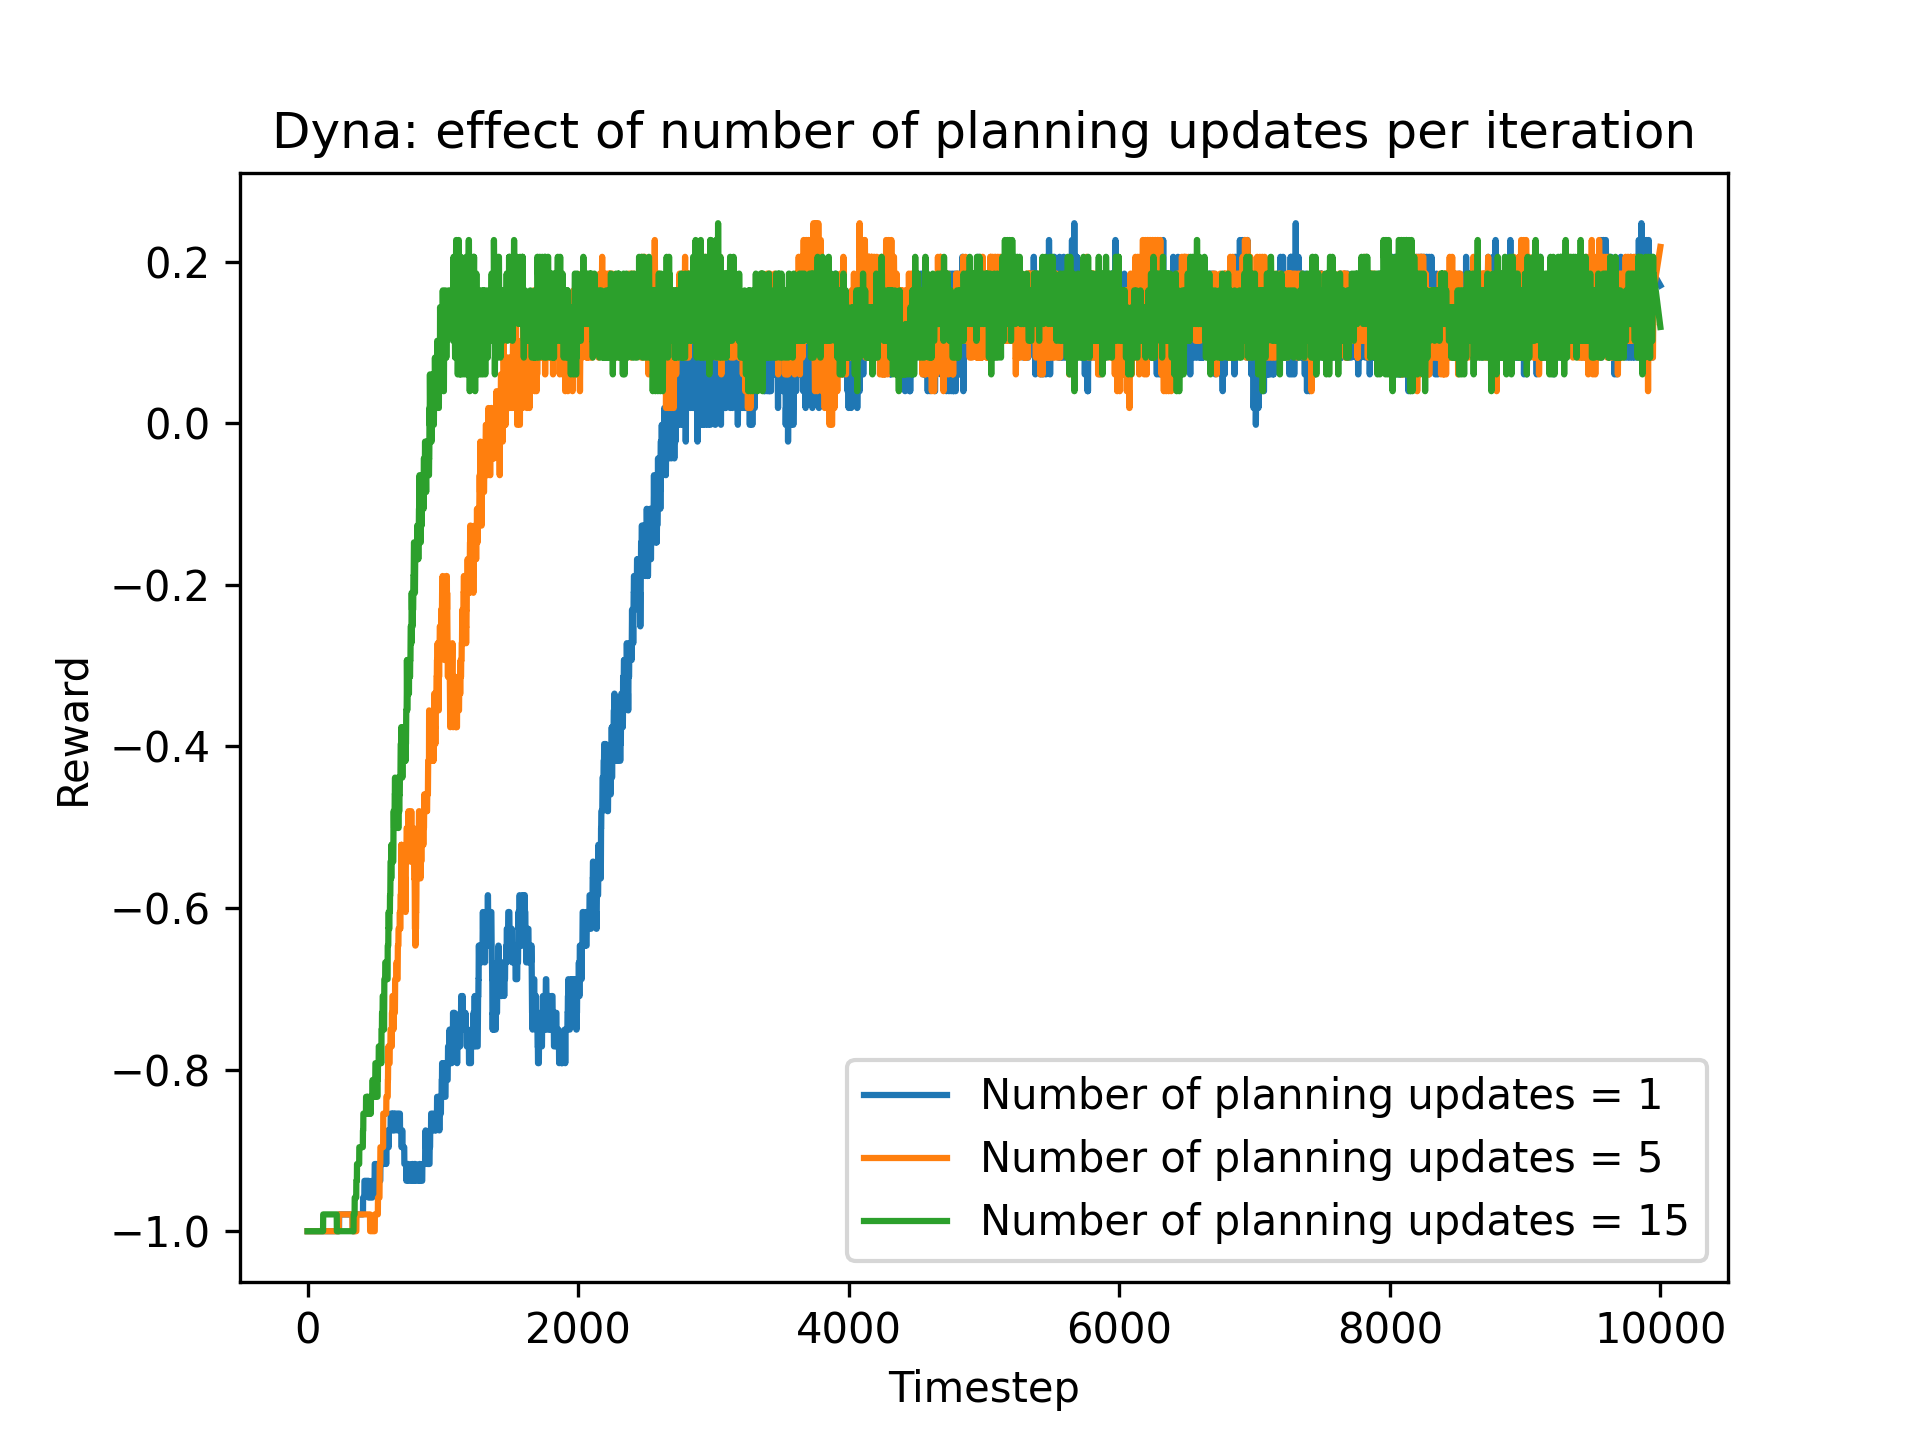 Dyna: effect of number of planning updates per iteration
0.2
0.0
−0.2
−0.4
−0.6
−0.8
−1.0
Reward
Number of planning updates = 1
Number of planning updates = 5
Number of planning updates = 15
0 2000 4000 6000 8000 10000
Timestep